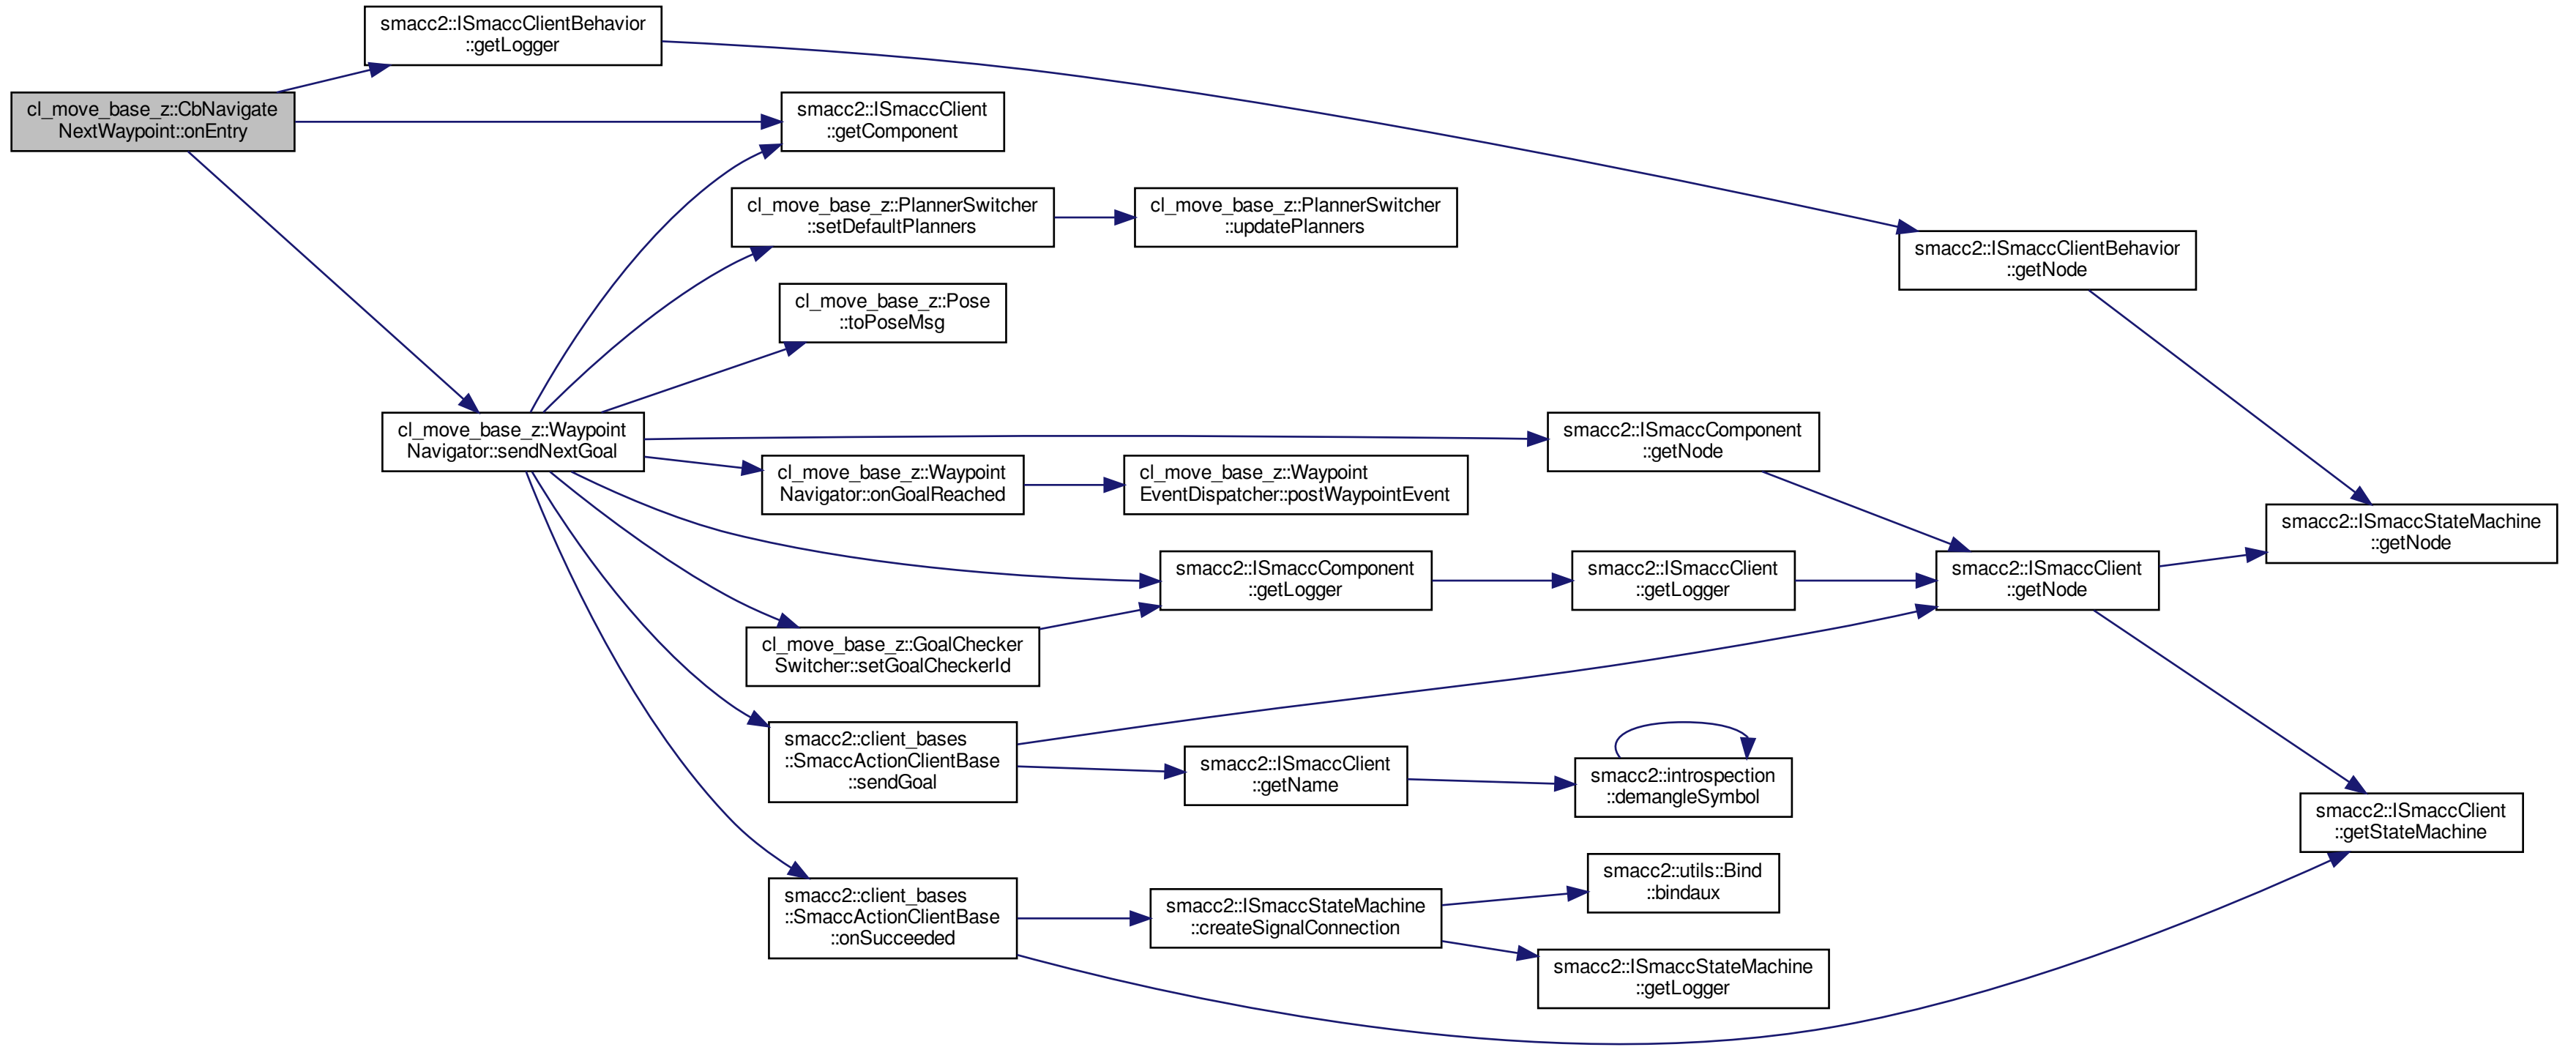 smacc2::ISmaccClientBehavior
::getLogger
cl_move_base_z::CbNavigate
NextWaypoint::onEntry
smacc2::ISmaccClient
::getComponent
cl_move_base_z::PlannerSwitcher
::setDefaultPlanners
cl_move_base_z::PlannerSwitcher
::updatePlanners
smacc2::ISmaccClientBehavior
::getNode
cl_move_base_z::Pose
::toPoseMsg
cl_move_base_z::Waypoint
Navigator::sendNextGoal
smacc2::ISmaccComponent
::getNode
cl_move_base_z::Waypoint
Navigator::onGoalReached
cl_move_base_z::Waypoint
EventDispatcher::postWaypointEvent
smacc2::ISmaccStateMachine
::getNode
smacc2::ISmaccComponent
::getLogger
smacc2::ISmaccClient
::getLogger
smacc2::ISmaccClient
::getNode
cl_move_base_z::GoalChecker
Switcher::setGoalCheckerId
smacc2::client_bases
::SmaccActionClientBase
::sendGoal
smacc2::ISmaccClient
::getName
smacc2::introspection
::demangleSymbol
smacc2::ISmaccClient
::getStateMachine
smacc2::client_bases
::SmaccActionClientBase
::onSucceeded
smacc2::ISmaccStateMachine
::createSignalConnection
smacc2::utils::Bind
::bindaux
smacc2::ISmaccStateMachine
::getLogger